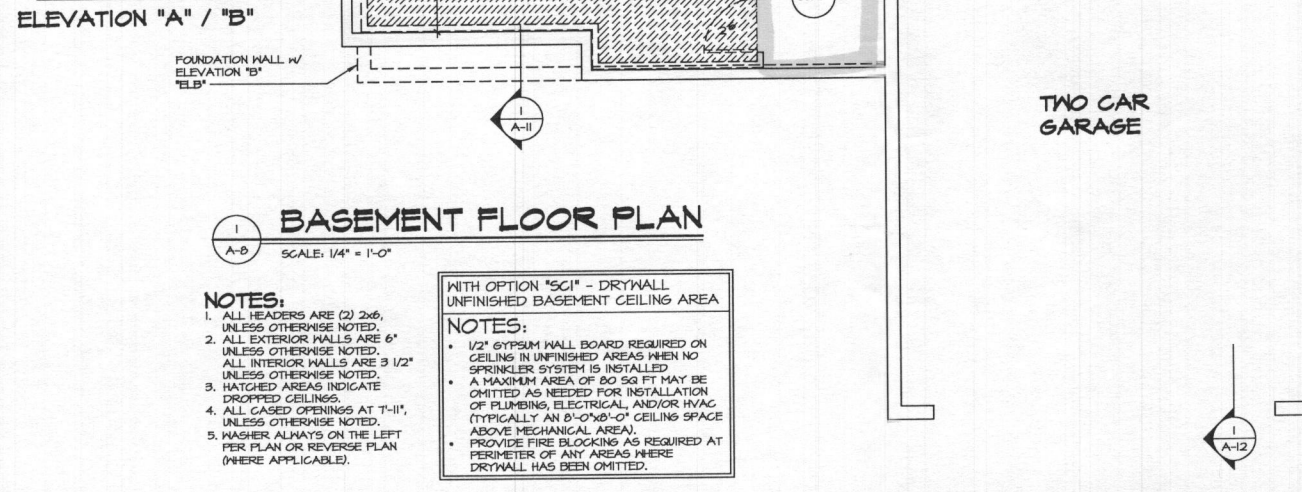 ELEVATION "A" / "B"
FOUNDATION WALL W/
ELEVATION "B"
"ELB"
1
A-11
TWO CAR
GARAGE
1
A-8
BASEMENT FLOOR PLAN
SCALE: 1/4" = 1'-0"
NOTES:
1. ALL HEADERS ARE (2) 2x6,
UNLESS OTHERWISE NOTED.
2. ALL EXTERIOR WALLS ARE 6"
UNLESS OTHERWISE NOTED.
ALL INTERIOR WALLS ARE 3 1/2"
UNLESS OTHERWISE NOTED.
3. HATCHED AREAS INDICATE
DROPPED CEILINGS.
4. ALL CASED OPENINGS AT 7'-11",
UNLESS OTHERWISE NOTED.
5. WASHER ALWAYS ON THE LEFT
PER PLAN OR REVERSE PLAN
(WHERE APPLICABLE).
WITH OPTION "SCI" - DRYWALL
UNFINISHED BASEMENT CEILING AREA
NOTES:
• 1/2" GYPSUM WALL BOARD REQUIRED ON
CEILING IN UNFINISHED AREAS WHEN NO
SPRINKLER SYSTEM IS INSTALLED
• A MAXIMUM AREA OF 80 SQ FT MAY BE
OMITTED AS NEEDED FOR INSTALLATION
OF PLUMBING, ELECTRICAL, AND/OR HVAC
(TYPICALLY AN 8'-0"x8'-0" CEILING SPACE
ABOVE MECHANICAL AREA).
• PROVIDE FIRE BLOCKING AS REQUIRED AT
PERIMETER OF ANY AREAS WHERE
DRYWALL HAS BEEN OMITTED.
1
A-12